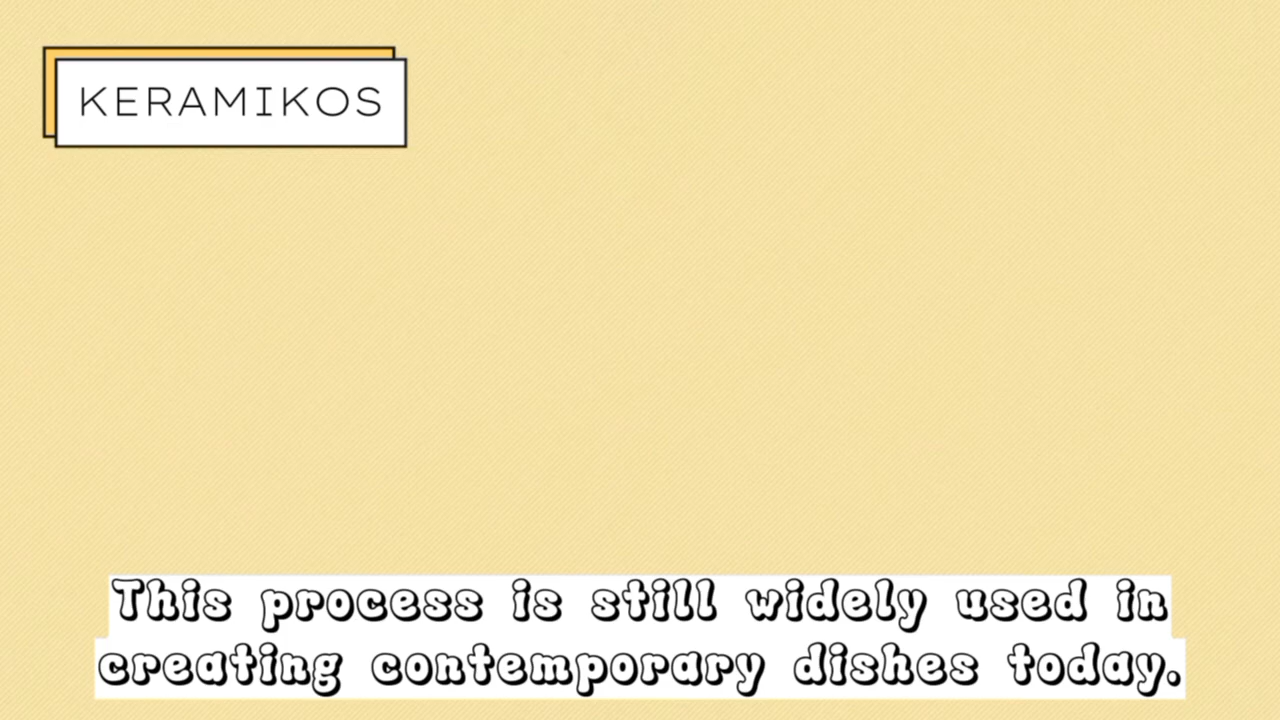 KERAMIKOS
This process is still widely used in
creating contemporary dishes today.